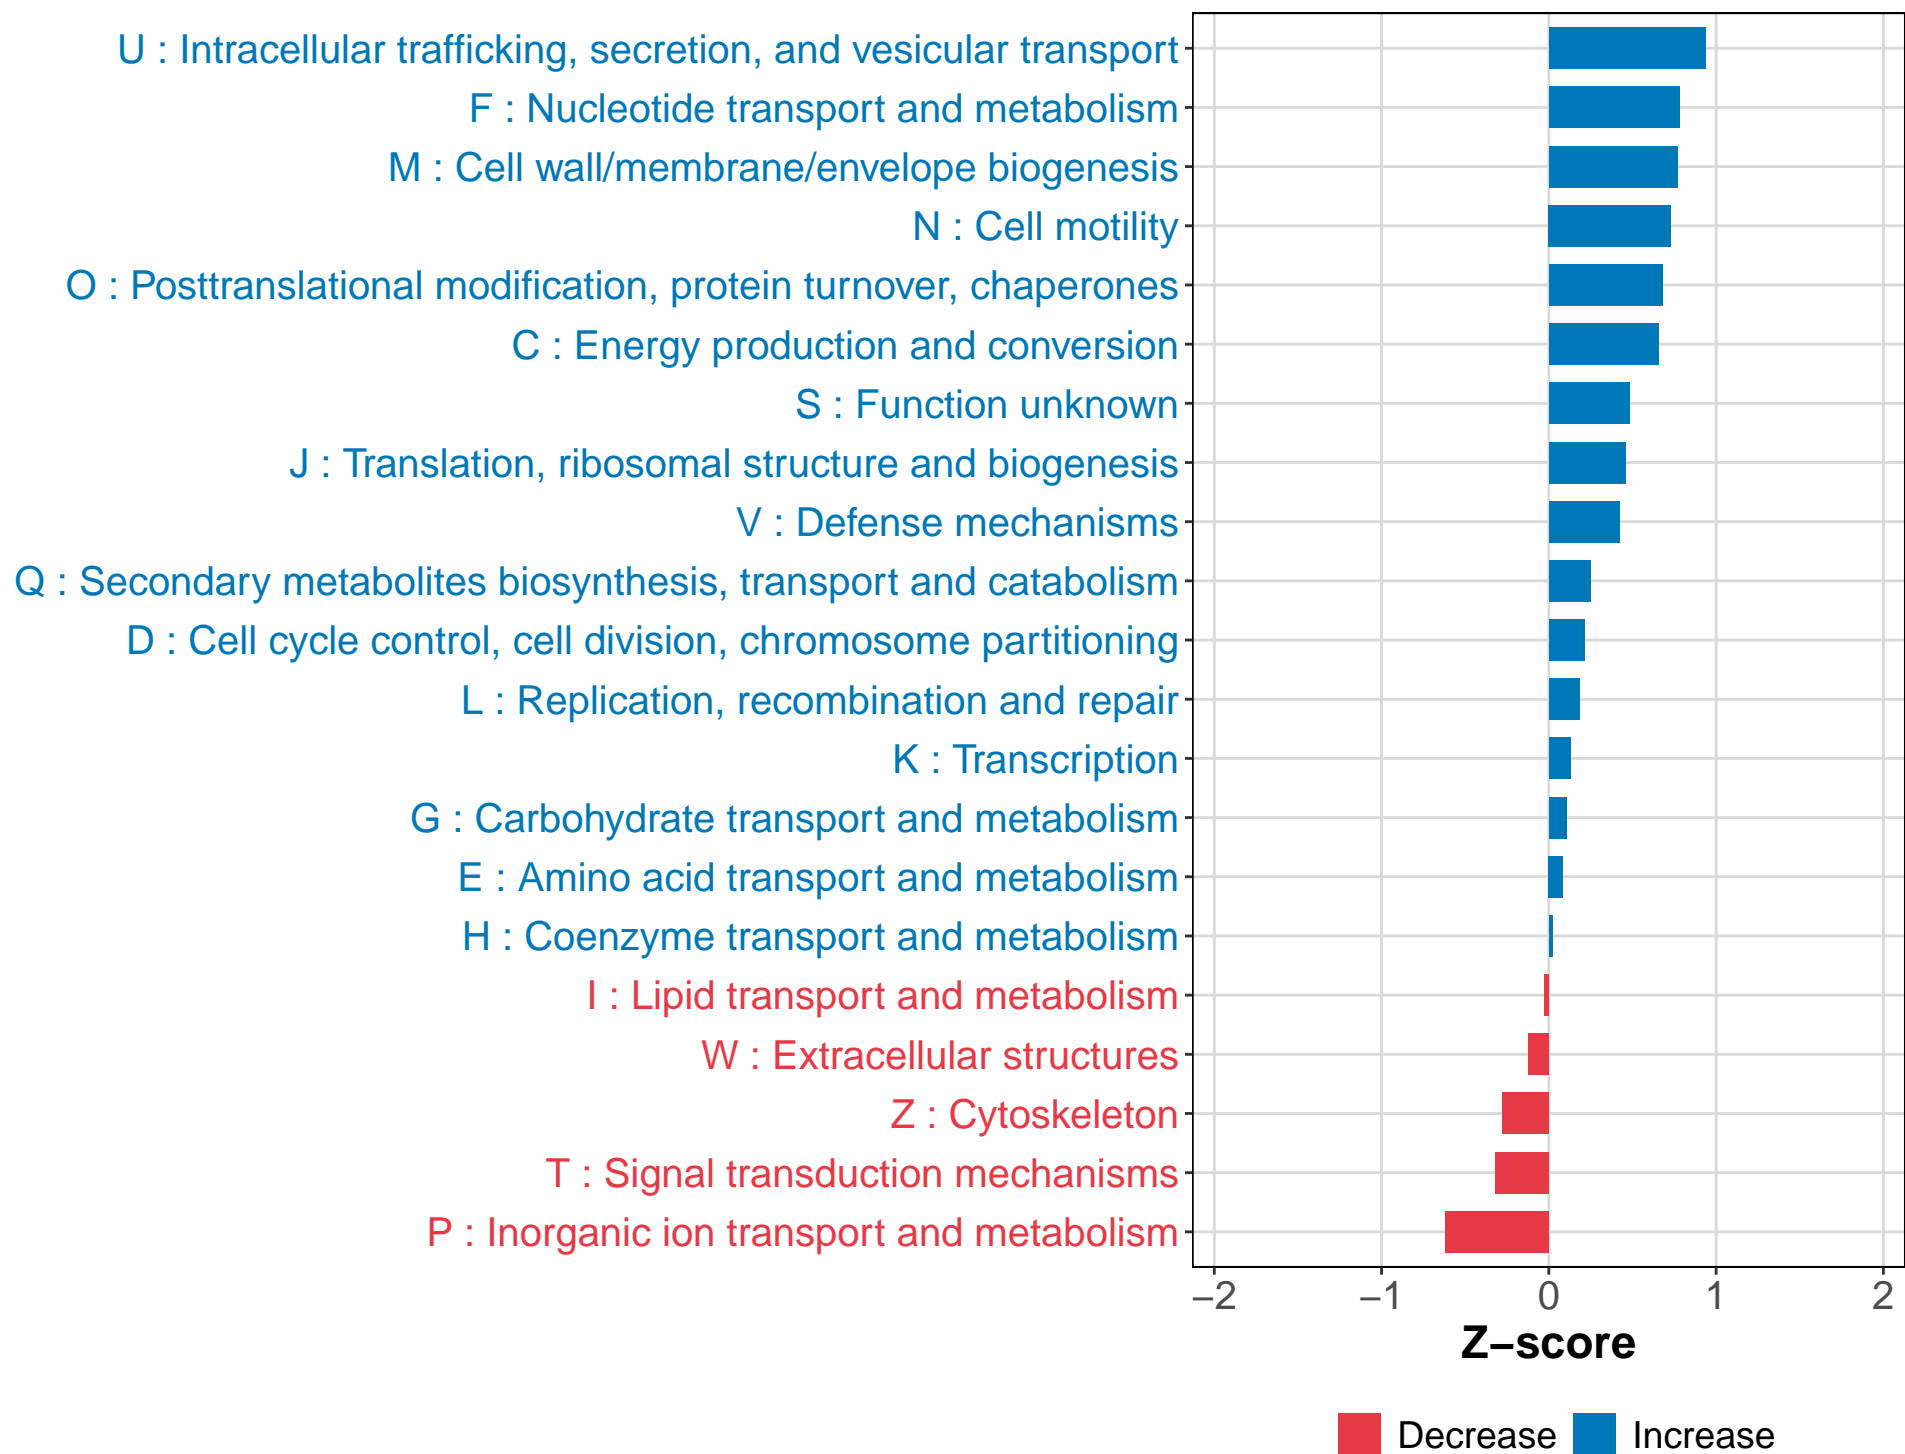 U : Intracellular trafficking, secretion, and vesicular transport
F : Nucleotide transport and metabolism
M : Cell wall/membrane/envelope biogenesis
N : Cell motility
O : Posttranslational modification, protein turnover, chaperones
C : Energy production and conversion
S : Function unknown
J : Translation, ribosomal structure and biogenesis
V : Defense mechanisms
Q : Secondary metabolites biosynthesis, transport and catabolism
D : Cell cycle control, cell division, chromosome partitioning
L : Replication, recombination and repair
K : Transcription
G : Carbohydrate transport and metabolism
E : Amino acid transport and metabolism
H : Coenzyme transport and metabolism
I : Lipid transport and metabolism
W : Extracellular structures
Z : Cytoskeleton
T : Signal transduction mechanisms
P : Inorganic ion transport and metabolism
−2 −1 0 1 2
Z−score
Decrease Increase